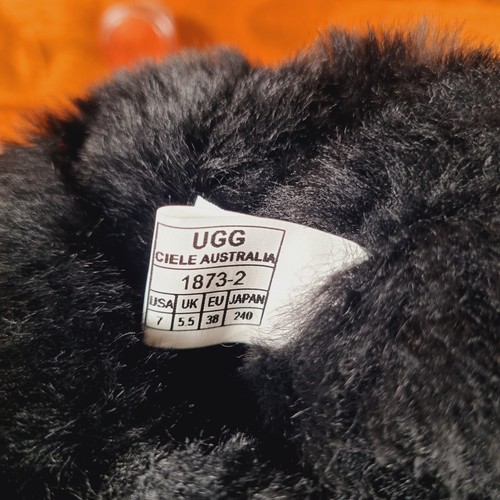 UGG
CIELE AUSTRALIA
1873-2
USA UK EU JAPAN
7 5.5 38 240